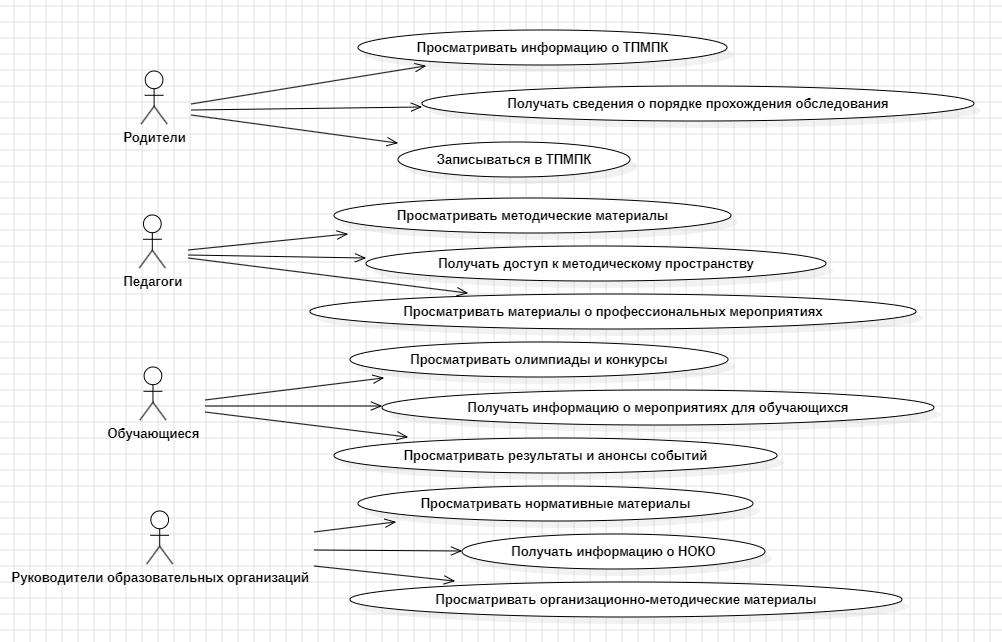 Просматривать информацию о ТПМПК
Получать сведения о порядке прохождения обследования
Родители
Записываться в ТПМПК
Просматривать методические материалы
Получать доступ к методическому пространству
Педагоги
Просматривать материалы о профессиональных мероприятиях
Просматривать олимпиады и конкурсы
Получать информацию о мероприятиях для обучающихся
Обучающиеся
Просматривать результаты и анонсы событий
Просматривать нормативные материалы
Получать информацию о НОКО
Руководители образовательных организаций
Просматривать организационно-методические материалы